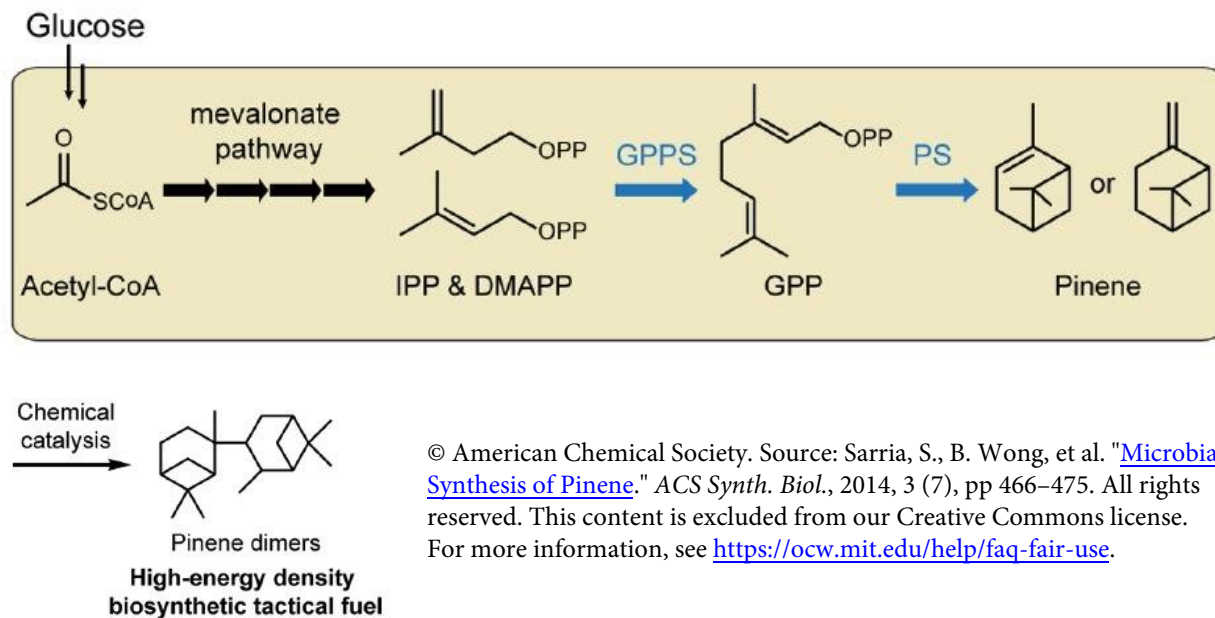 Glucose
mevalonate
pathway
O
SCoA
Acetyl-CoA
OPP
OPP
IPP & DMAPP
GPPS
OPP
GPP
PS
or
Pinene
Chemical
catalysis
Pinene dimers
High-energy density
biosynthetic tactical fuel
© American Chemical Society. Source: Sarria, S., B. Wong, et al. "Microbia
Synthesis of Pinene." ACS Synth. Biol., 2014, 3 (7), pp 466–475. All rights
reserved. This content is excluded from our Creative Commons license.
For more information, see https://ocw.mit.edu/help/faq-fair-use.